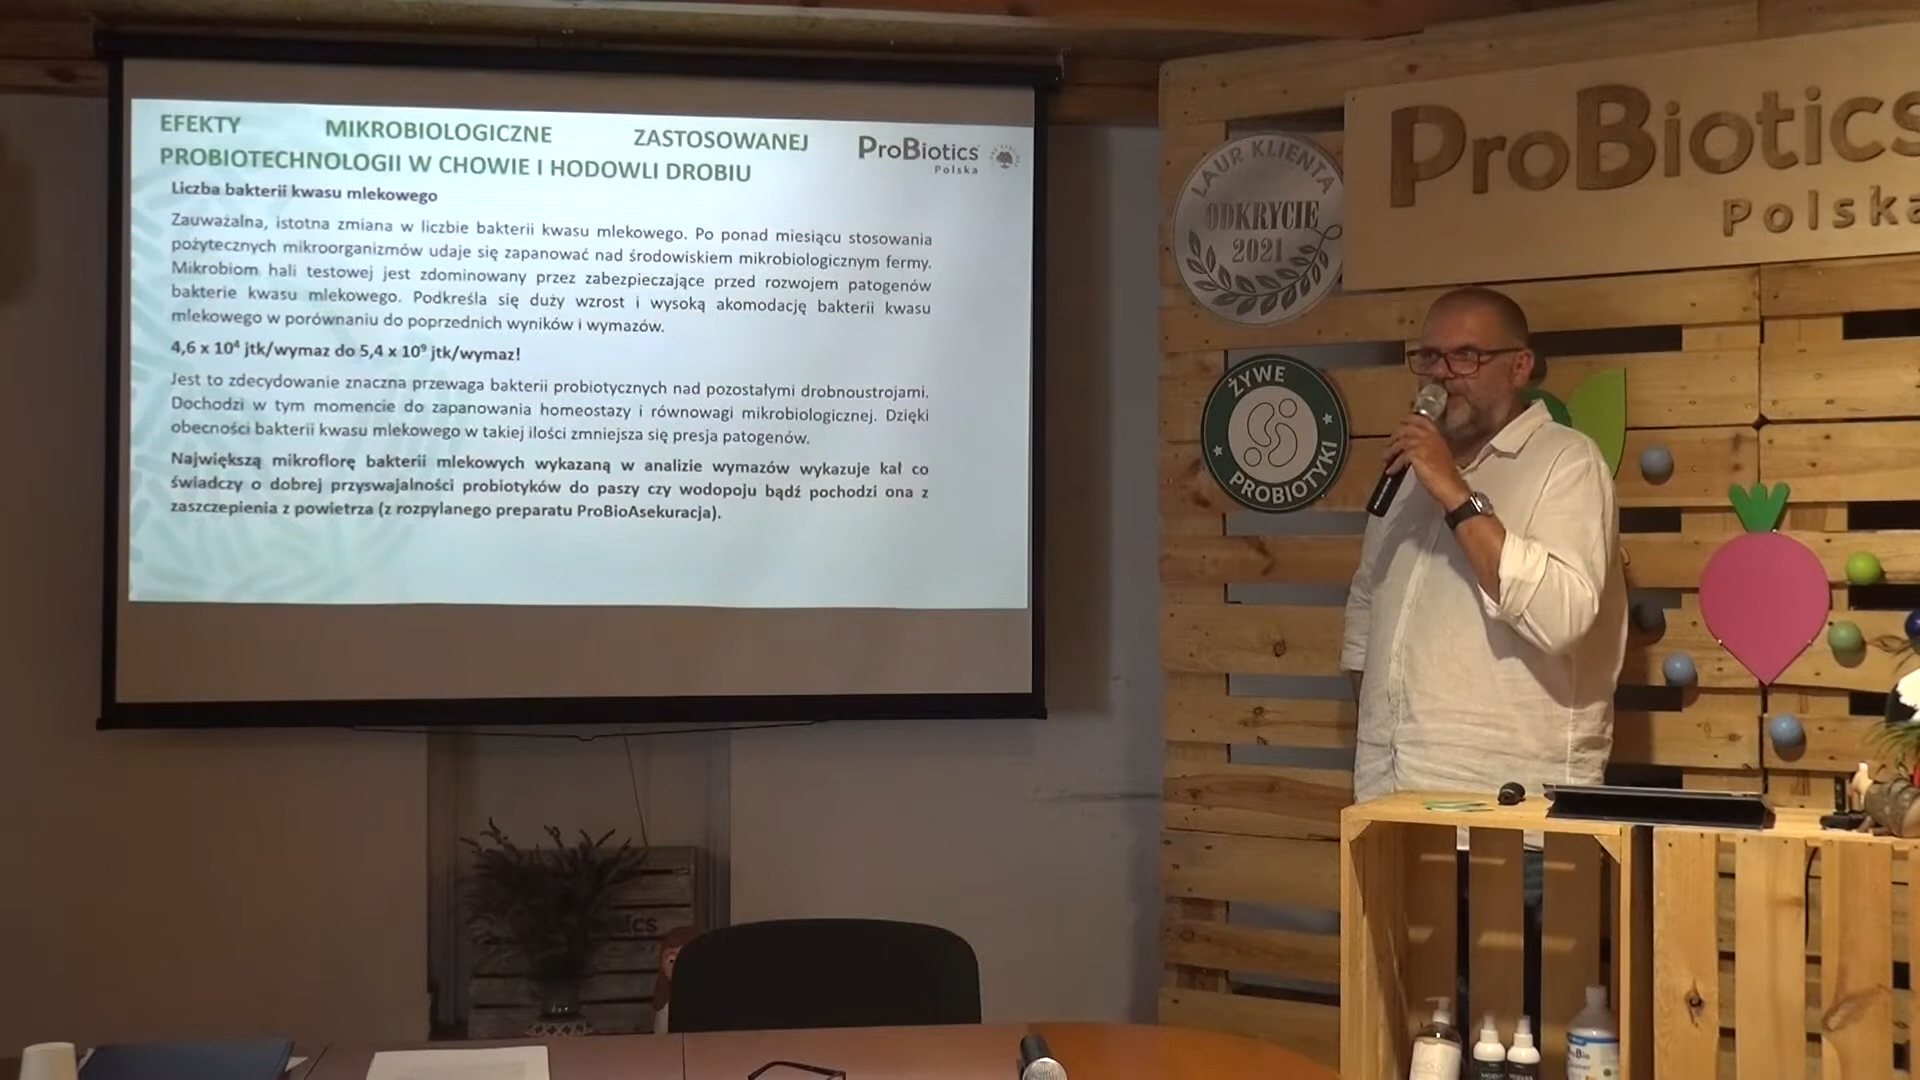 EFEKTY MIKROBIOLOGICZNE ZASTOSOWANEJ
PROBIOTECHNOLOGII W CHOWIE I HODOWLI DROBIU
ProBiotics
Polska
Liczba bakterii kwasu mlekowego
Zauważalna, istotna zmiana w liczbie bakterii kwasu mlekowego. Po ponad miesiącu stosowania
pożytecznych mikroorganizmów udaje się zapanować nad środowiskiem mikrobiologicznym fermy.
Mikrobiom hali testowej jest zdominowany przez zabezpieczające przed rozwojem patogenów
bakterie kwasu mlekowego. Podkreśla się duży wzrost i wysoką akomodację bakterii kwasu
mlekowego w porównaniu do poprzednich wyników i wymazów.
4,6 x 10⁴ jtk/wymaz do 5,4 x 10⁹ jtk/wymaz!
Jest to zdecydowanie znaczna przewaga bakterii probiotycznych nad pozostałymi drobnoustrojami.
Dochodzi w tym momencie do zapanowania homeostazy i równowagi mikrobiologicznej. Dzięki
obecności bakterii kwasu mlekowego w takiej ilości zmniejsza się presja patogenów.
Największą mikroflorę bakterii mlekowych wykazaną w analizie wymazów wykazuje kał co
świadczy o dobrej przyswajalności probiotyków do paszy czy wodopoju bądź pochodzi ona z
zaszczepienia z powietrza (z rozpylanego preparatu ProBioAsekuracja).
LAUR KLIENTA
ODKRYCIE
2021
ProBiotics
Polska
ŻYWE
PROBIOTYKI